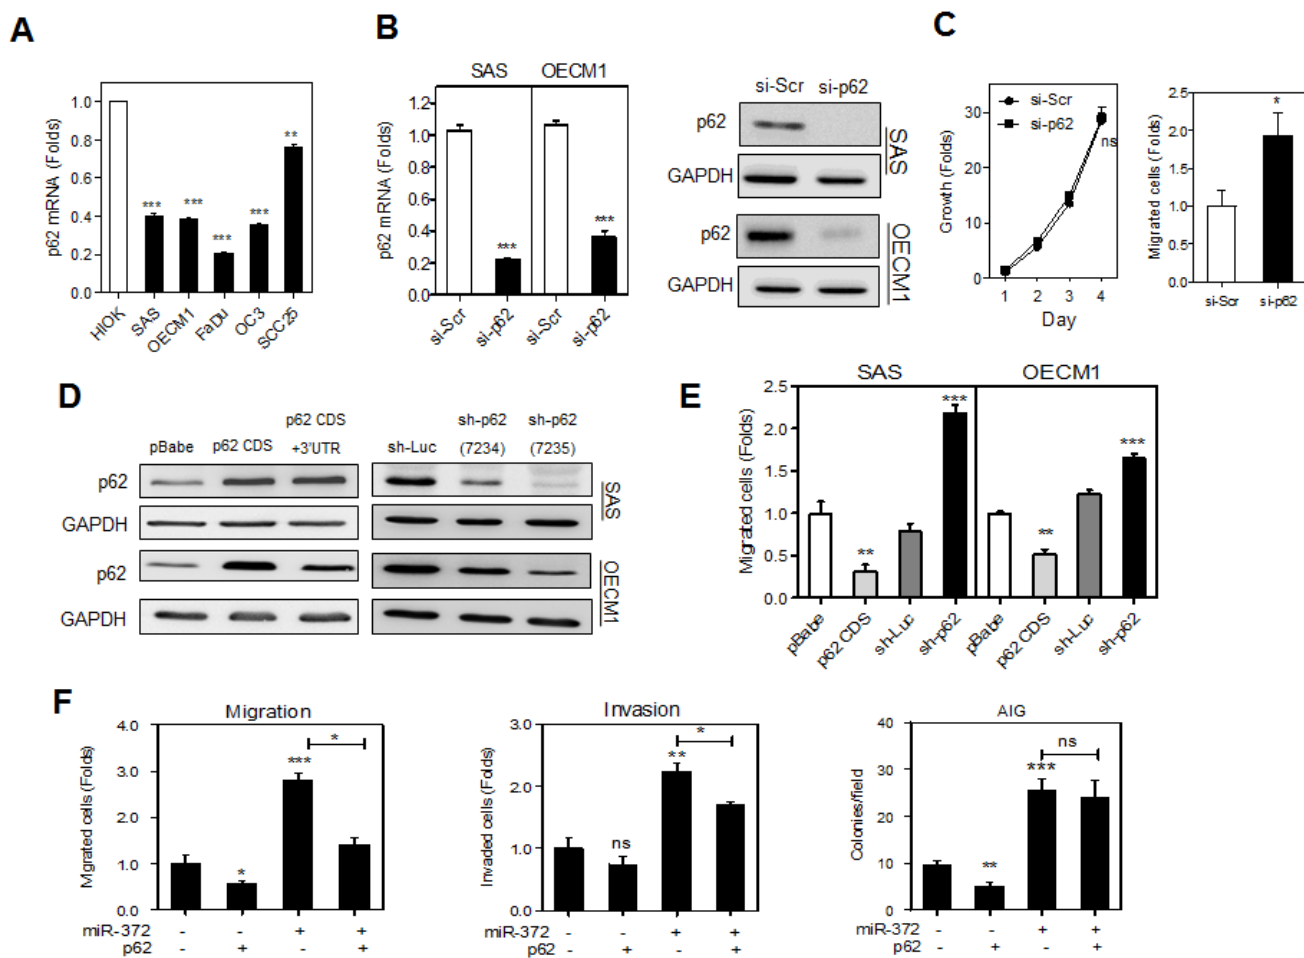 A
p62 mRNA (Folds)
1.0
0.8
0.6
0.4
0.2
0.0
***
***
***
***
**
HIOK
SAS
OECM1
FaDu
OC3
SCC25
B
SAS
OECM1
p62 mRNA (Folds)
1.4
1.2
1.0
0.8
0.6
0.4
0.2
0.0
***
***
si-Scr
si-p62
si-Scr
si-p62
si-Scr si-p62
p62
GAPDH
SAS
p62
GAPDH
OECM1
C
Growth (Folds)
30
20
10
0
si-Scr
si-p62
ns
1 2 3 4
Day
Migrated cells (Folds)
2.5
2.0
1.5
1.0
0.5
0.0
*
si-Scr si-p62
D
pBabe
p62 CDS
p62 CDS
+3'UTR
sh-Luc
sh-p62
(7234)
sh-p62
(7235)
p62
GAPDH
SAS
p62
GAPDH
OECM1
E
SAS
OECM1
Migrated cells (Folds)
2.5
2.0
1.5
1.0
0.5
0.0
**
***
**
***
pBabe
p62 CDS
sh-Luc
sh-p62
pBabe
p62 CDS
sh-Luc
sh-p62
F
Migration
Migrated cells (Folds)
4.0
3.0
2.0
1.0
0.0
*
***
*
miR-372 - - + +
p62 - + - +
Invasion
Invaded cells (Folds)
3.0
2.0
1.0
0.0
ns
**
*
miR-372 - - + +
p62 - + - +
AIG
Colonies/field
40
30
20
10
0
**
***
ns
miR-372 - - + +
p62 - + - +